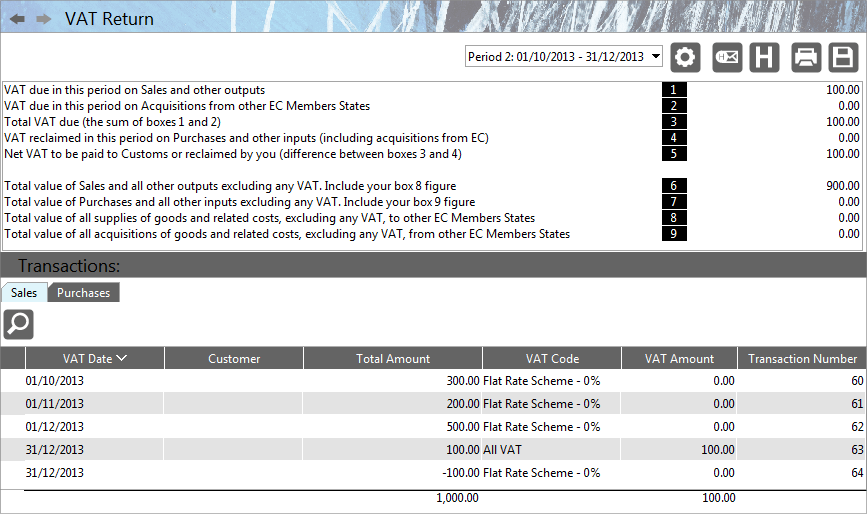 VAT Return
Period 2: 01/10/2013 - 31/12/2013
H
VAT due in this period on Sales and other outputs 1 100.00
VAT due in this period on Acquisitions from other EC Members States 2 0.00
Total VAT due (the sum of boxes 1 and 2) 3 100.00
VAT reclaimed in this period on Purchases and other inputs (including acquisitions from EC) 4 0.00
Net VAT to be paid to Customs or reclaimed by you (difference between boxes 3 and 4) 5 100.00
Total value of Sales and all other outputs excluding any VAT. Include your box 8 figure 6 900.00
Total value of Purchases and all other inputs excluding any VAT. Include your box 9 figure 7 0.00
Total value of all supplies of goods and related costs, excluding any VAT, to other EC Members States 8 0.00
Total value of all acquisitions of goods and related costs, excluding any VAT, from other EC Members States 9 0.00
Transactions:
Sales Purchases
VAT Date Customer Total Amount VAT Code VAT Amount Transaction Number
01/10/2013 300.00 Flat Rate Scheme - 0% 0.00 60
01/11/2013 200.00 Flat Rate Scheme - 0% 0.00 61
01/12/2013 500.00 Flat Rate Scheme - 0% 0.00 62
31/12/2013 100.00 All VAT 100.00 63
31/12/2013 -100.00 Flat Rate Scheme - 0% 0.00 64
1,000.00 100.00